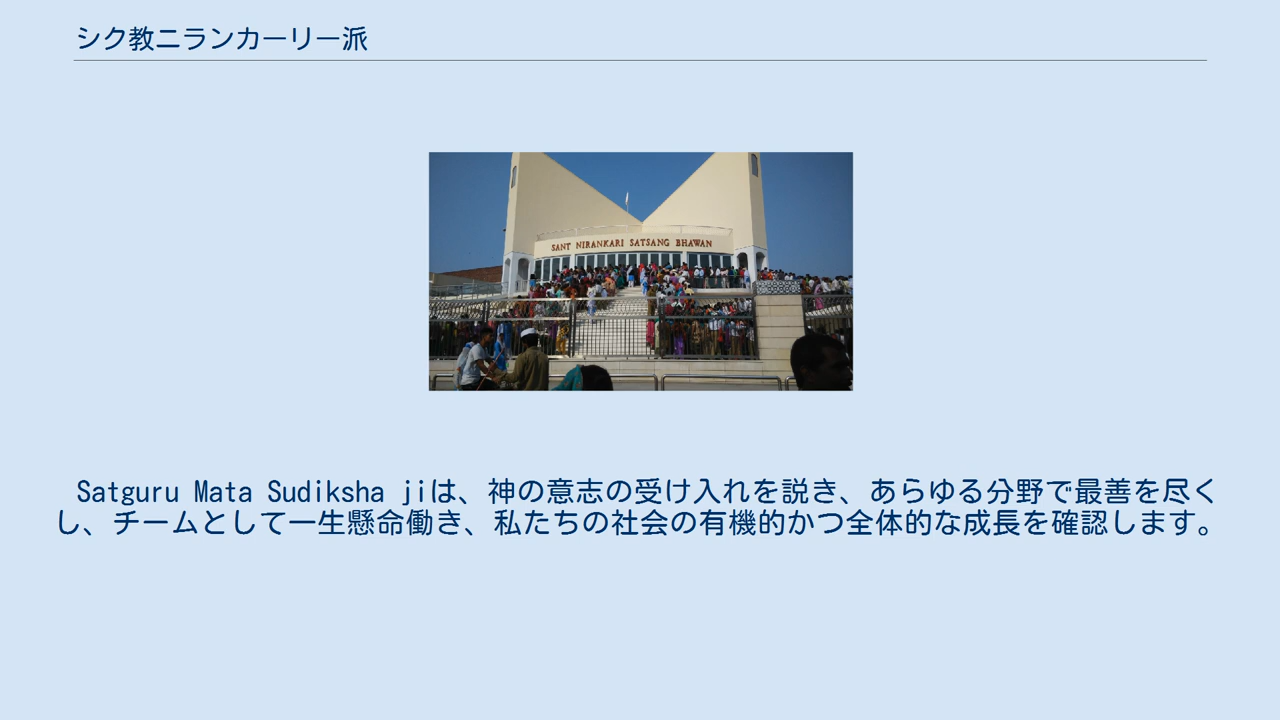 シク教ニランカーリー派
SANT NIRANKARI SATSANG BHAWAN
Satguru Mata Sudiksha jiは、神の意志の受け入れを説き、あらゆる分野で最善を尽く
し、チームとして一生懸命働き、私たちの社会の有機的かつ全体的な成長を確認します。